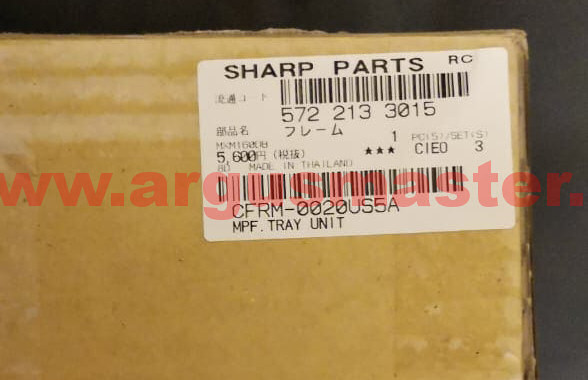 SHARP PARTS RC
流通コード
572 213 3015
部品名 フレーム 1 PC(S)/SET(S)
5,600円(税抜) *** CIEO 3
80 MADE IN THAILAND
www.argusmaster.
CFRM-0020US5A
MPF.TRAY UNIT